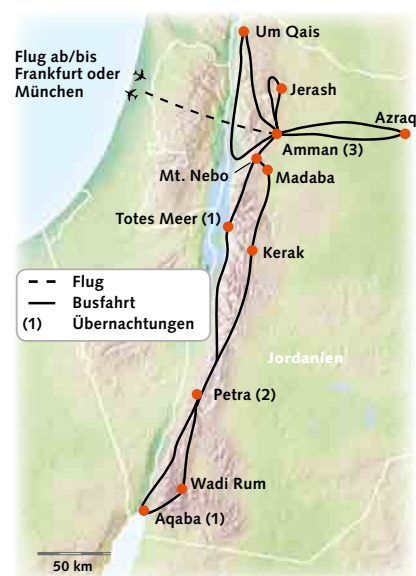 Um Qais
Flug ab/bis
Frankfurt oder
München
Jerash
Azraq
Amman (3)
Mt. Nebo
Madaba
Totes Meer (1)
Kerak
Flug
Busfahrt
(1) Übernachtungen
Jordanien
Petra (2)
Wadi Rum
Aqaba (1)
50 km